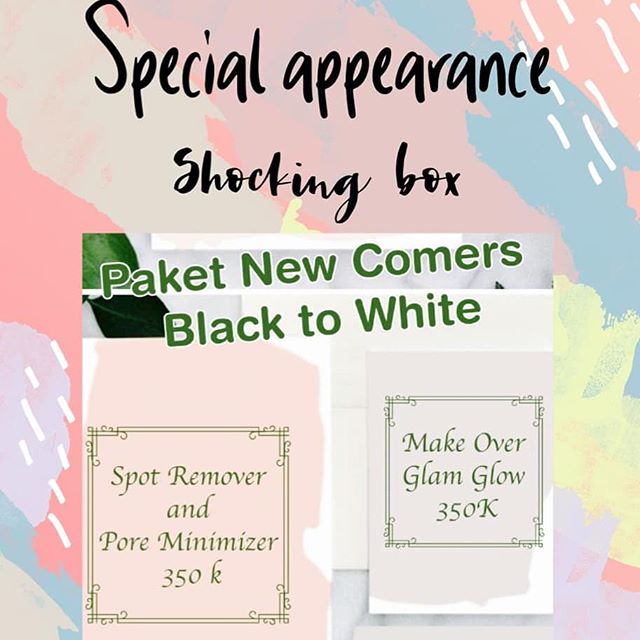 Special appearance
Shocking box
Paket New Comers
Black to White
Spot Remover
and
Pore Minimizer
350 k
Make Over
Glam Glow
350K